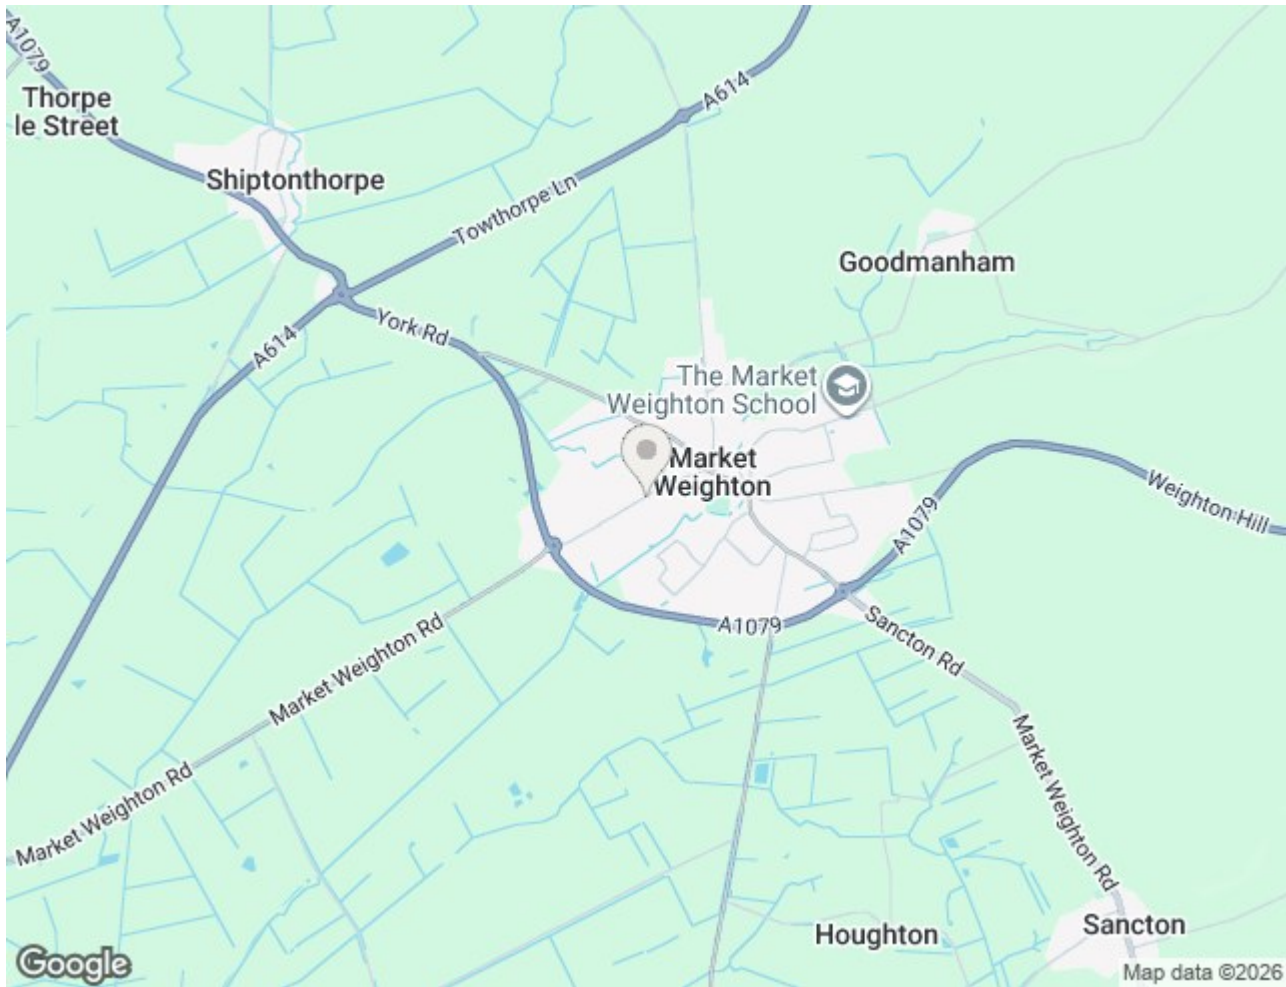 A1079
Thorpe
le Street
Shiptonthorpe
A614
Towthorpe Ln
Goodmanham
York Rd
A614
The Market
Weighton School
Market
Weighton
Weighton Hill
A1079
A1079
Sancton Rd
Market Weighton Rd
Market Weighton Rd
Market Weighton Rd
Houghton
Sancton
Google
Map data ©2026